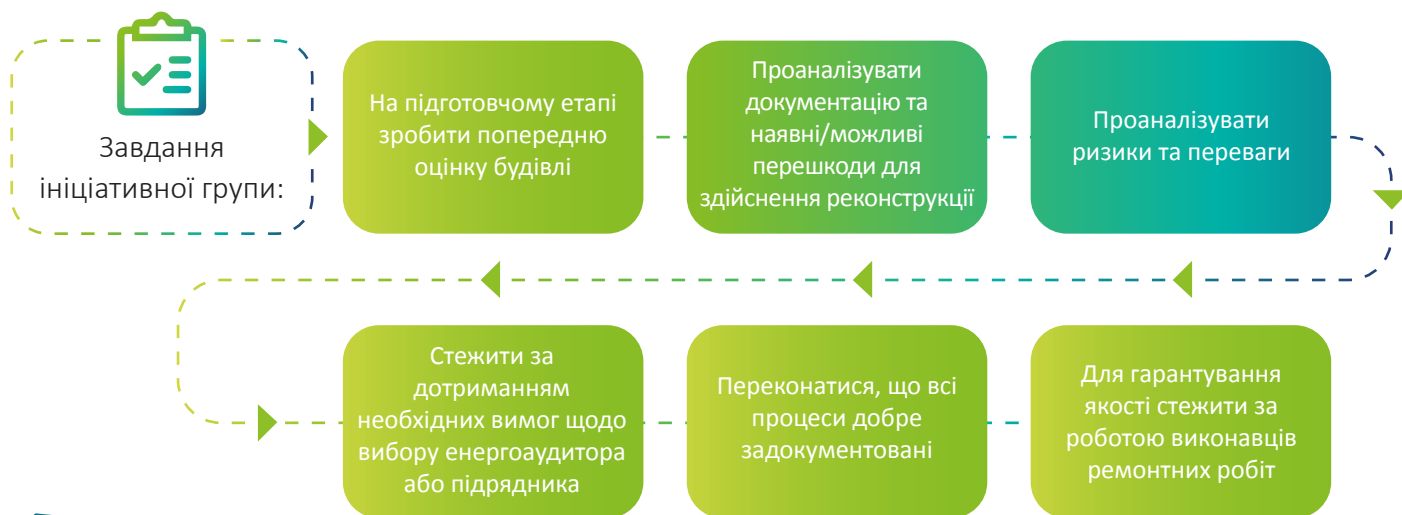 Завдання
ініціативної групи:
На підготовчому етапі
зробити попередню
оцінку будівлі
Проаналізувати
документацію та
наявні/можливі
перешкоди для
здійснення реконструкції
Проаналізувати
ризики та переваги
Стежити за
дотриманням
необхідних вимог щодо
вибору енергоаудитора
або підрядника
Переконатися, що всі
процеси добре
задокументовані
Для гарантування
якості стежити за
роботою виконавців
ремонтних робіт